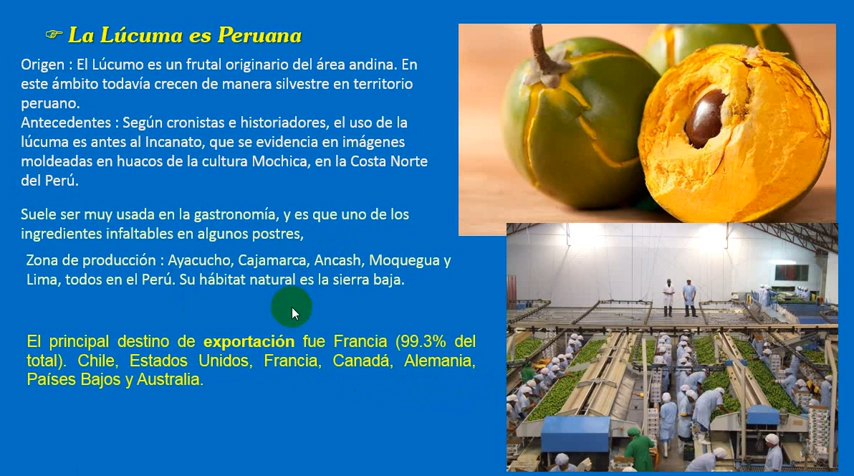 ☞ La Lúcuma es Peruana
Origen : El Lúcumo es un frutal originario del área andina. En
este ámbito todavía crecen de manera silvestre en territorio
peruano.
Antecedentes : Según cronistas e historiadores, el uso de la
lúcuma es antes al Incanato, que se evidencia en imágenes
moldeadas en huacos de la cultura Mochica, en la Costa Norte
del Perú.
Suele ser muy usada en la gastronomía, y es que uno de los
ingredientes infaltables en algunos postres,
Zona de producción : Ayacucho, Cajamarca, Ancash, Moquegua y
Lima, todos en el Perú. Su hábitat natural es la sierra baja.
El principal destino de exportación fue Francia (99.3% del
total). Chile, Estados Unidos, Francia, Canadá, Alemania,
Países Bajos y Australia.